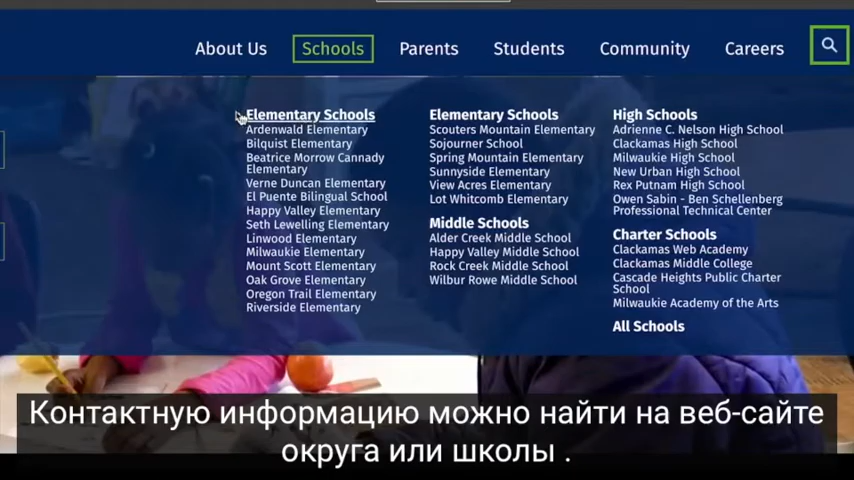 About Us
Schools
Parents
Students
Community
Careers
Elementary Schools
Ardenwald Elementary
Bilquist Elementary
Beatrice Morrow Cannady
Elementary
Verne Duncan Elementary
El Puente Bilingual School
Happy Valley Elementary
Seth Lewelling Elementary
Linwood Elementary
Milwaukie Elementary
Mount Scott Elementary
Oak Grove Elementary
Oregon Trail Elementary
Riverside Elementary
Elementary Schools
Scouters Mountain Elementary
Sojourner School
Spring Mountain Elementary
Sunnyside Elementary
View Acres Elementary
Lot Whitcomb Elementary
Middle Schools
Alder Creek Middle School
Happy Valley Middle School
Rock Creek Middle School
Wilbur Rowe Middle School
High Schools
Adrienne C. Nelson High School
Clackamas High School
Milwaukie High School
New Urban High School
Rex Putnam High School
Owen Sabin - Ben Schellenberg
Professional Technical Center
Charter Schools
Clackamas Web Academy
Clackamas Middle College
Cascade Heights Public Charter
School
Milwaukie Academy of the Arts
All Schools
Контактную информацию можно найти на веб-сайте
округа или школы .